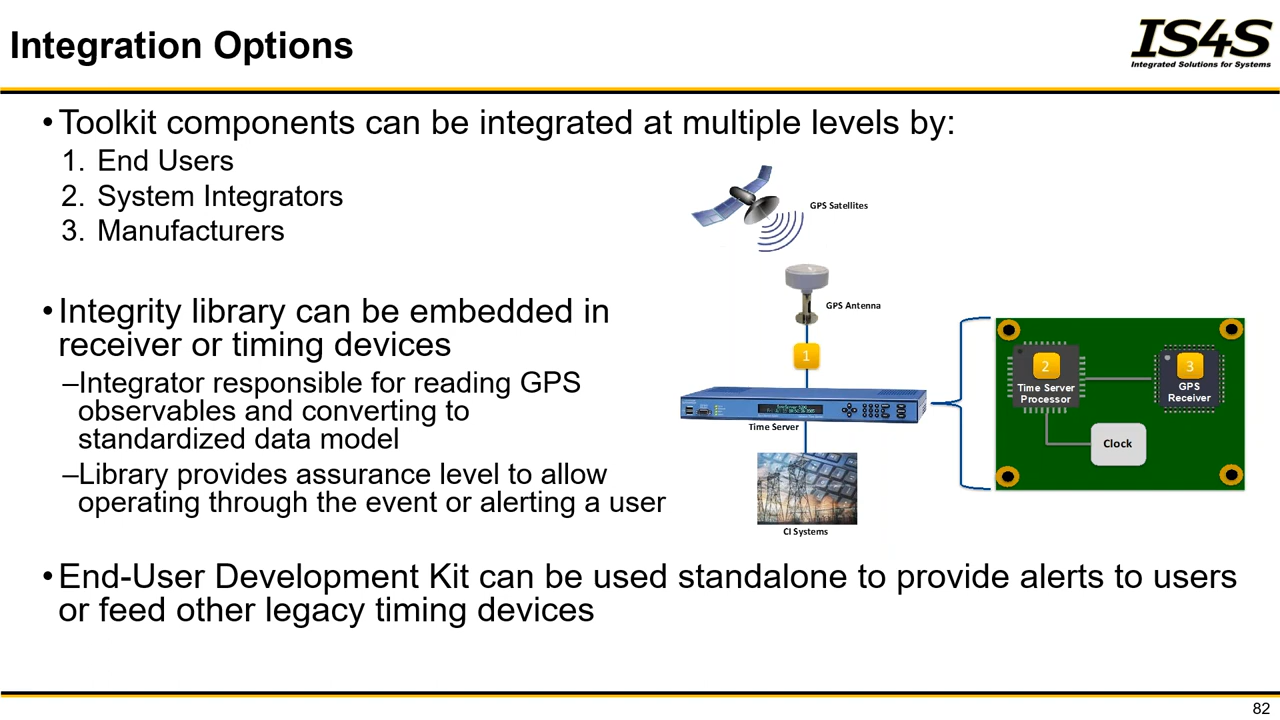 Integration Options
IS4S
Integrated Solutions for Systems
• Toolkit components can be integrated at multiple levels by:
1. End Users
2. System Integrators
3. Manufacturers
• Integrity library can be embedded in
receiver or timing devices
–Integrator responsible for reading GPS
observables and converting to
standardized data model
–Library provides assurance level to allow
operating through the event or alerting a user
• End-User Development Kit can be used standalone to provide alerts to users
or feed other legacy timing devices
GPS Satellites
GPS Antenna
1
Time Server
CI Systems
2
Time Server
Processor
3
GPS
Receiver
Clock
82